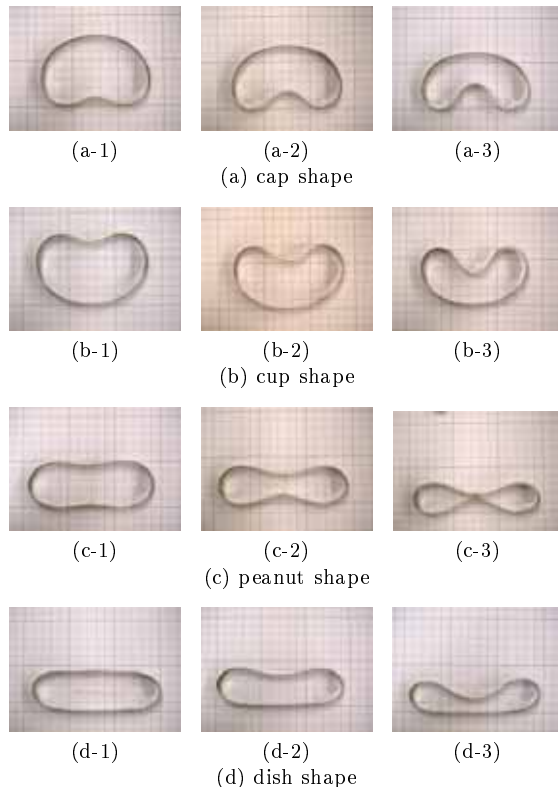 (a-1) (a-2) (a-3)
(a) cap shape
(b-1) (b-2) (b-3)
(b) cup shape
(c-1) (c-2) (c-3)
(c) peanut shape
(d-1) (d-2) (d-3)
(d) dish shape